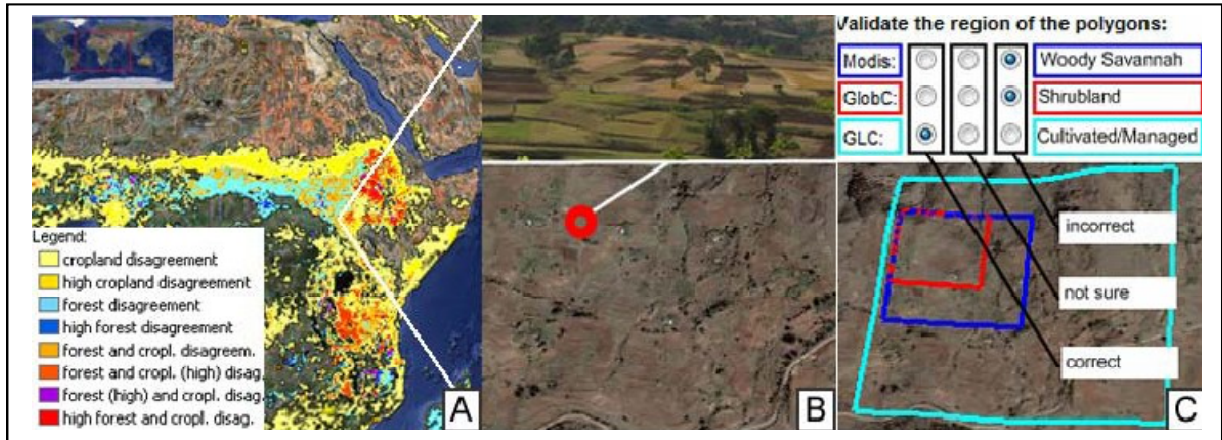 Legend:
cropland disagreement
high cropland disagreement
forest disagreement
high forest disagreement
forest and cropl. disagreem.
forest and cropl. (high) disag.
forest (high) and cropl. disag.
high forest and cropl. disag.
A
B
Validate the region of the polygons:
Modis: Woody Savannah
GlobC: Shrubland
GLC: Cultivated/Managed
incorrect
not sure
correct
C